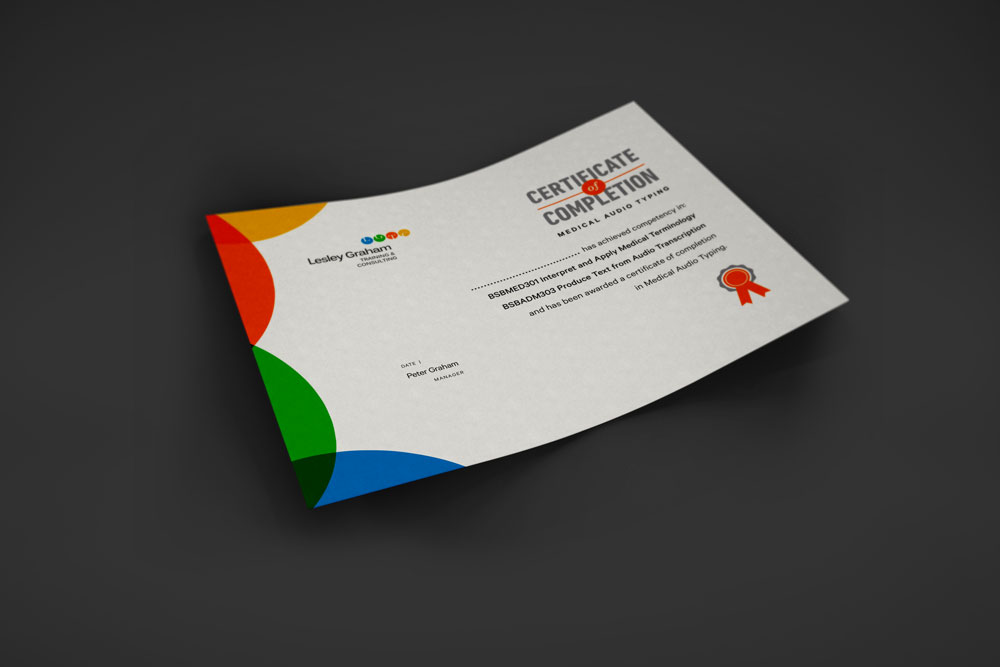 Lesley Graham
TRAINING &
CONSULTING
CERTIFICATE
of
COMPLETION
MEDICAL AUDIO TYPING
has achieved competency in:
BSBMED301 Interpret and Apply Medical Terminology
BSBADM303 Produce Text from Audio Transcription
and has been awarded a certificate of completion
in Medical Audio Typing.
DATE |
Peter Graham
MANAGER